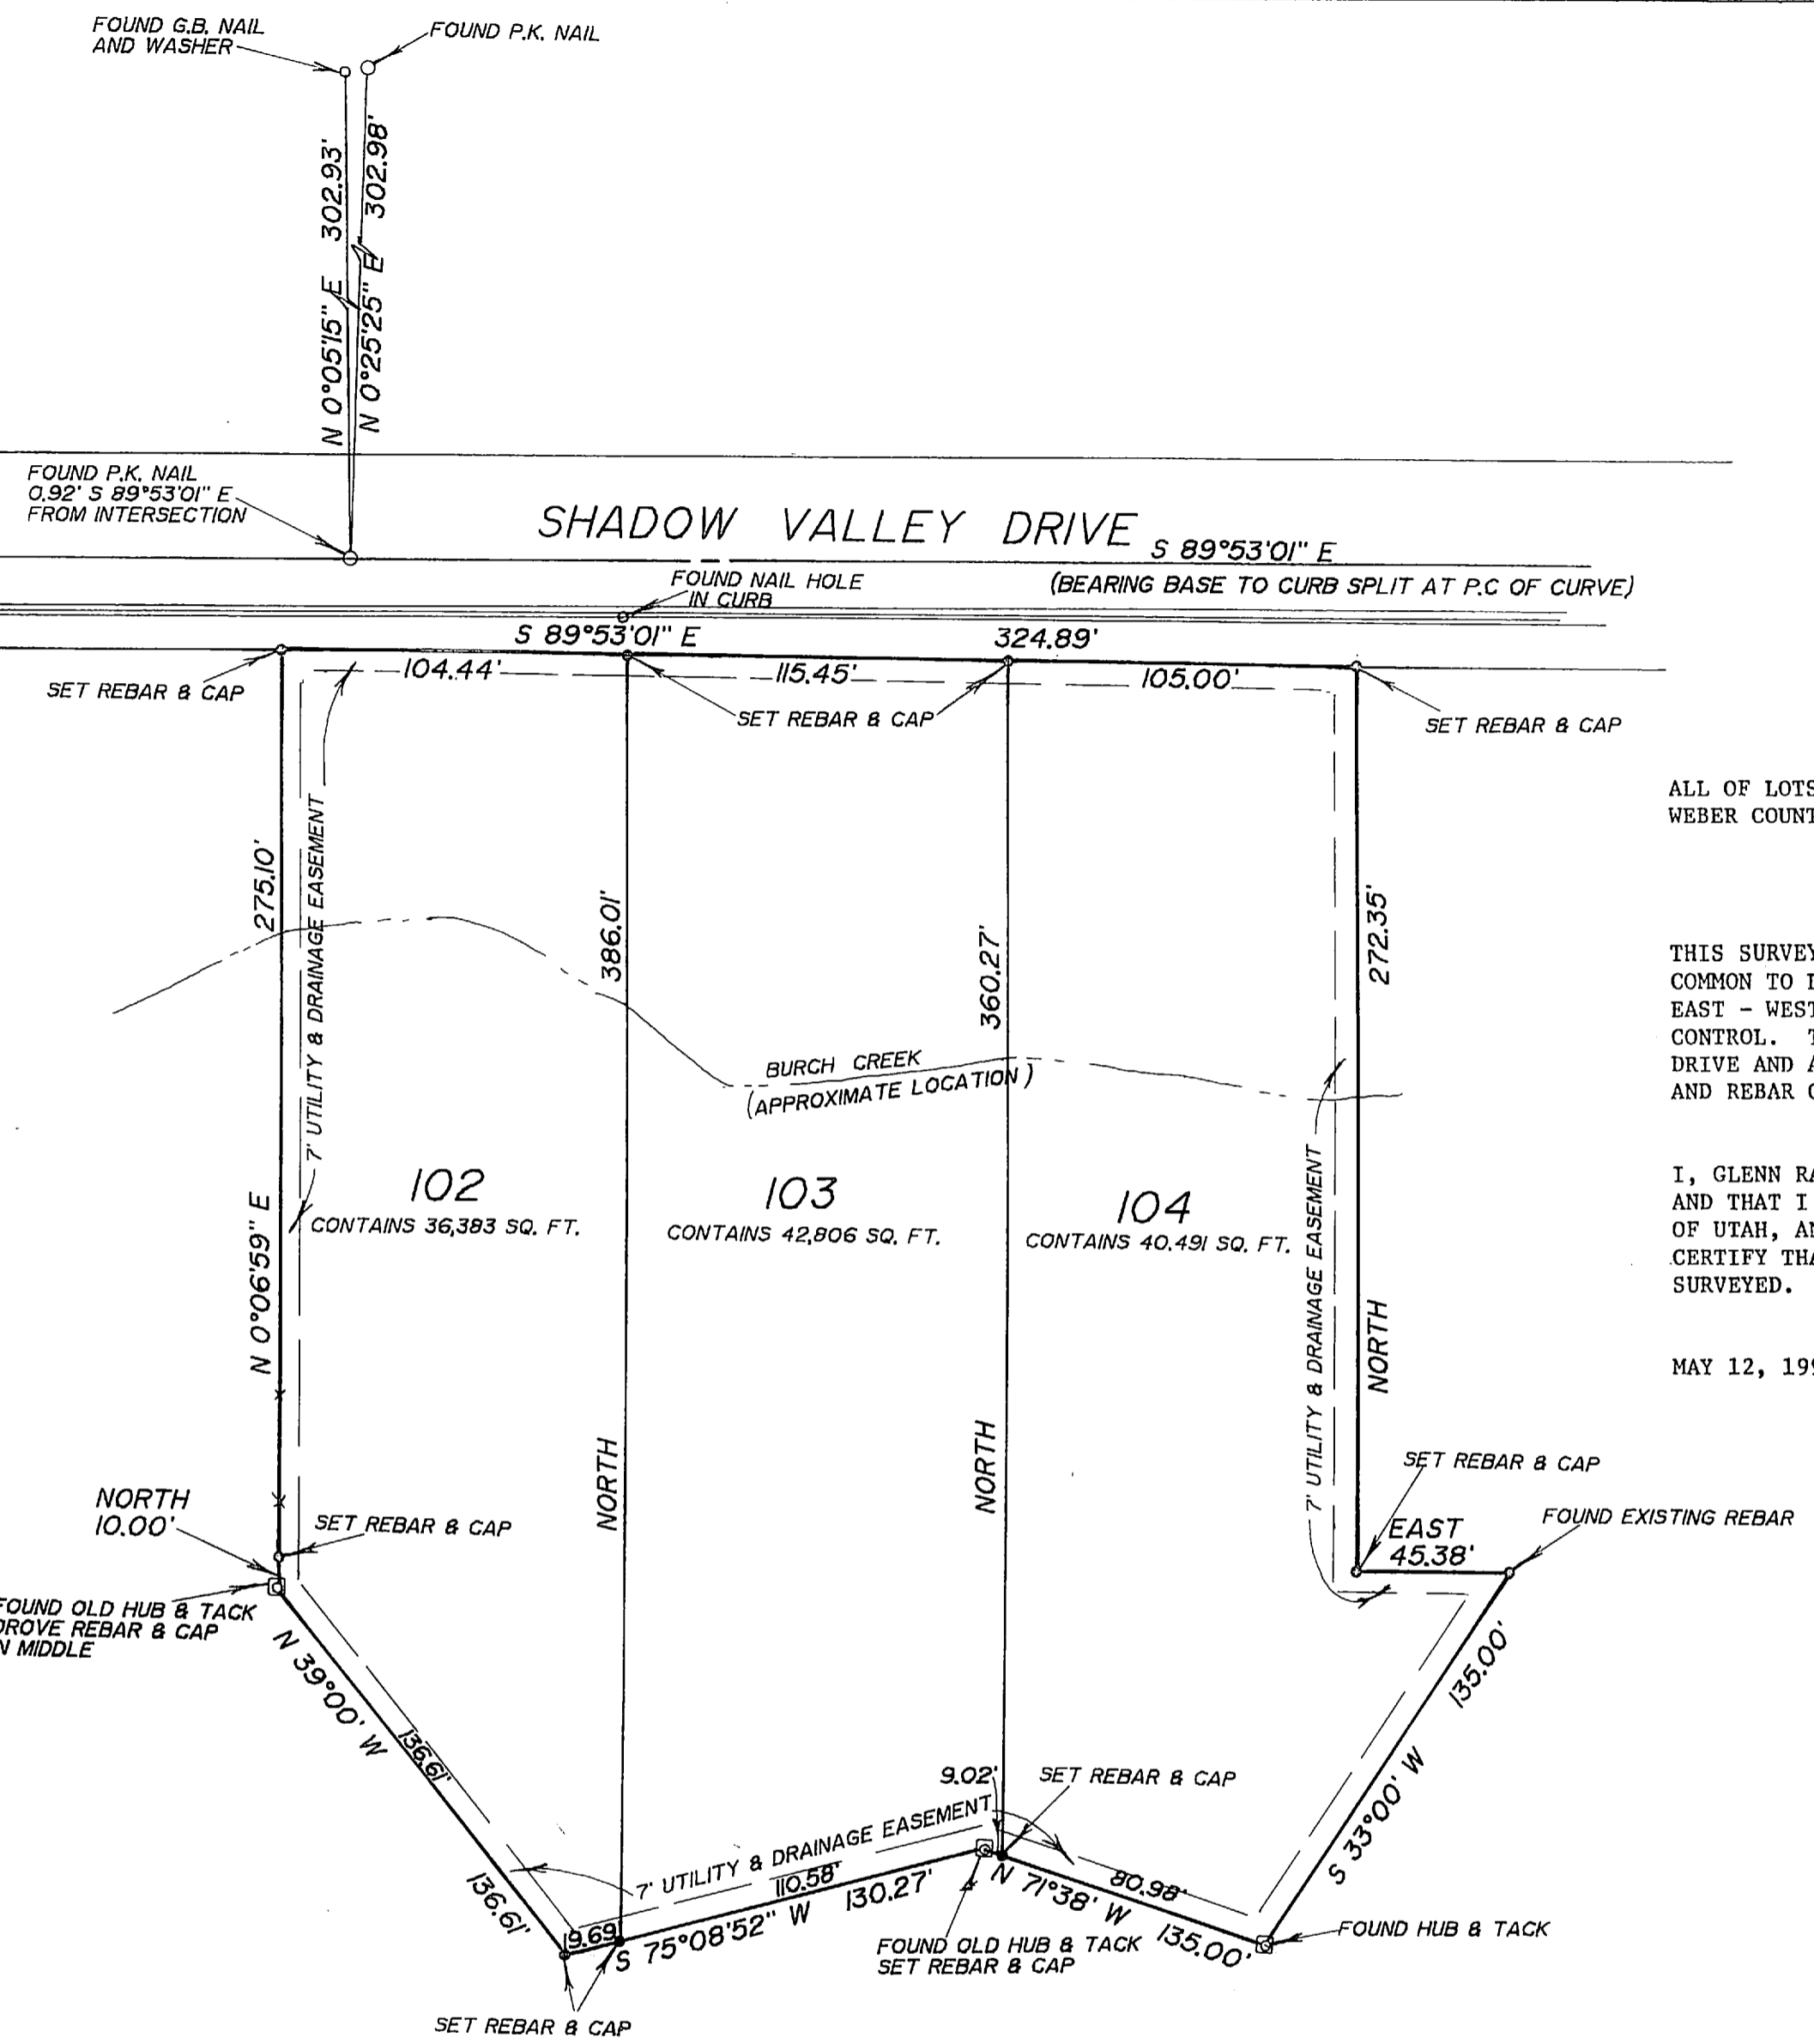 FOUND G.B. NAIL
AND WASHER
FOUND P.K. NAIL
N 0°05'15" E 302.93'
N 0°25'25" E 302.98'
FOUND P.K. NAIL
0.92' S 89°53'01" E
FROM INTERSECTION
SHADOW VALLEY DRIVE
S 89°53'01" E
FOUND NAIL HOLE
IN CURB
(BEARING BASE TO CURB SPLIT AT P.C OF CURVE)
S 89°53'01" E
324.89'
104.44'
115.45'
105.00'
SET REBAR & CAP
SET REBAR & CAP
SET REBAR & CAP
ALL OF LOTS
WEBER COUNT
275.10'
7' UTILITY & DRAINAGE EASEMENT
386.01'
360.27'
272.35'
THIS SURVEY
COMMON TO
EAST - WEST
CONTROL.
DRIVE AND
AND REBAR
BURCH CREEK
(APPROXIMATE LOCATION)
102
CONTAINS 36,383 SQ. FT.
103
CONTAINS 42,806 SQ. FT.
104
CONTAINS 40,491 SQ. FT.
7' UTILITY & DRAINAGE EASEMENT
I, GLENN
AND THAT I
OF UTAH,
CERTIFY THA
SURVEYED.
MAY 12, 199
N 0°06'59" E
NORTH
NORTH
NORTH
NORTH
10.00'
SET REBAR & CAP
SET REBAR & CAP
FOUND EXISTING REBAR
EAST
45.38'
FOUND OLD HUB & TACK
DROVE REBAR & CAP
IN MIDDLE
N 39°00' W
136.61'
136.61'
135.00'
S 33°00' W
9.02'
SET REBAR & CAP
7' UTILITY & DRAINAGE EASEMENT
110.58'
130.27'
9.69
S 75°08'52" W
N 71°38' W
80.98'
135.00'
FOUND OLD HUB & TACK
SET REBAR & CAP
FOUND HUB & TACK
SET REBAR & CAP